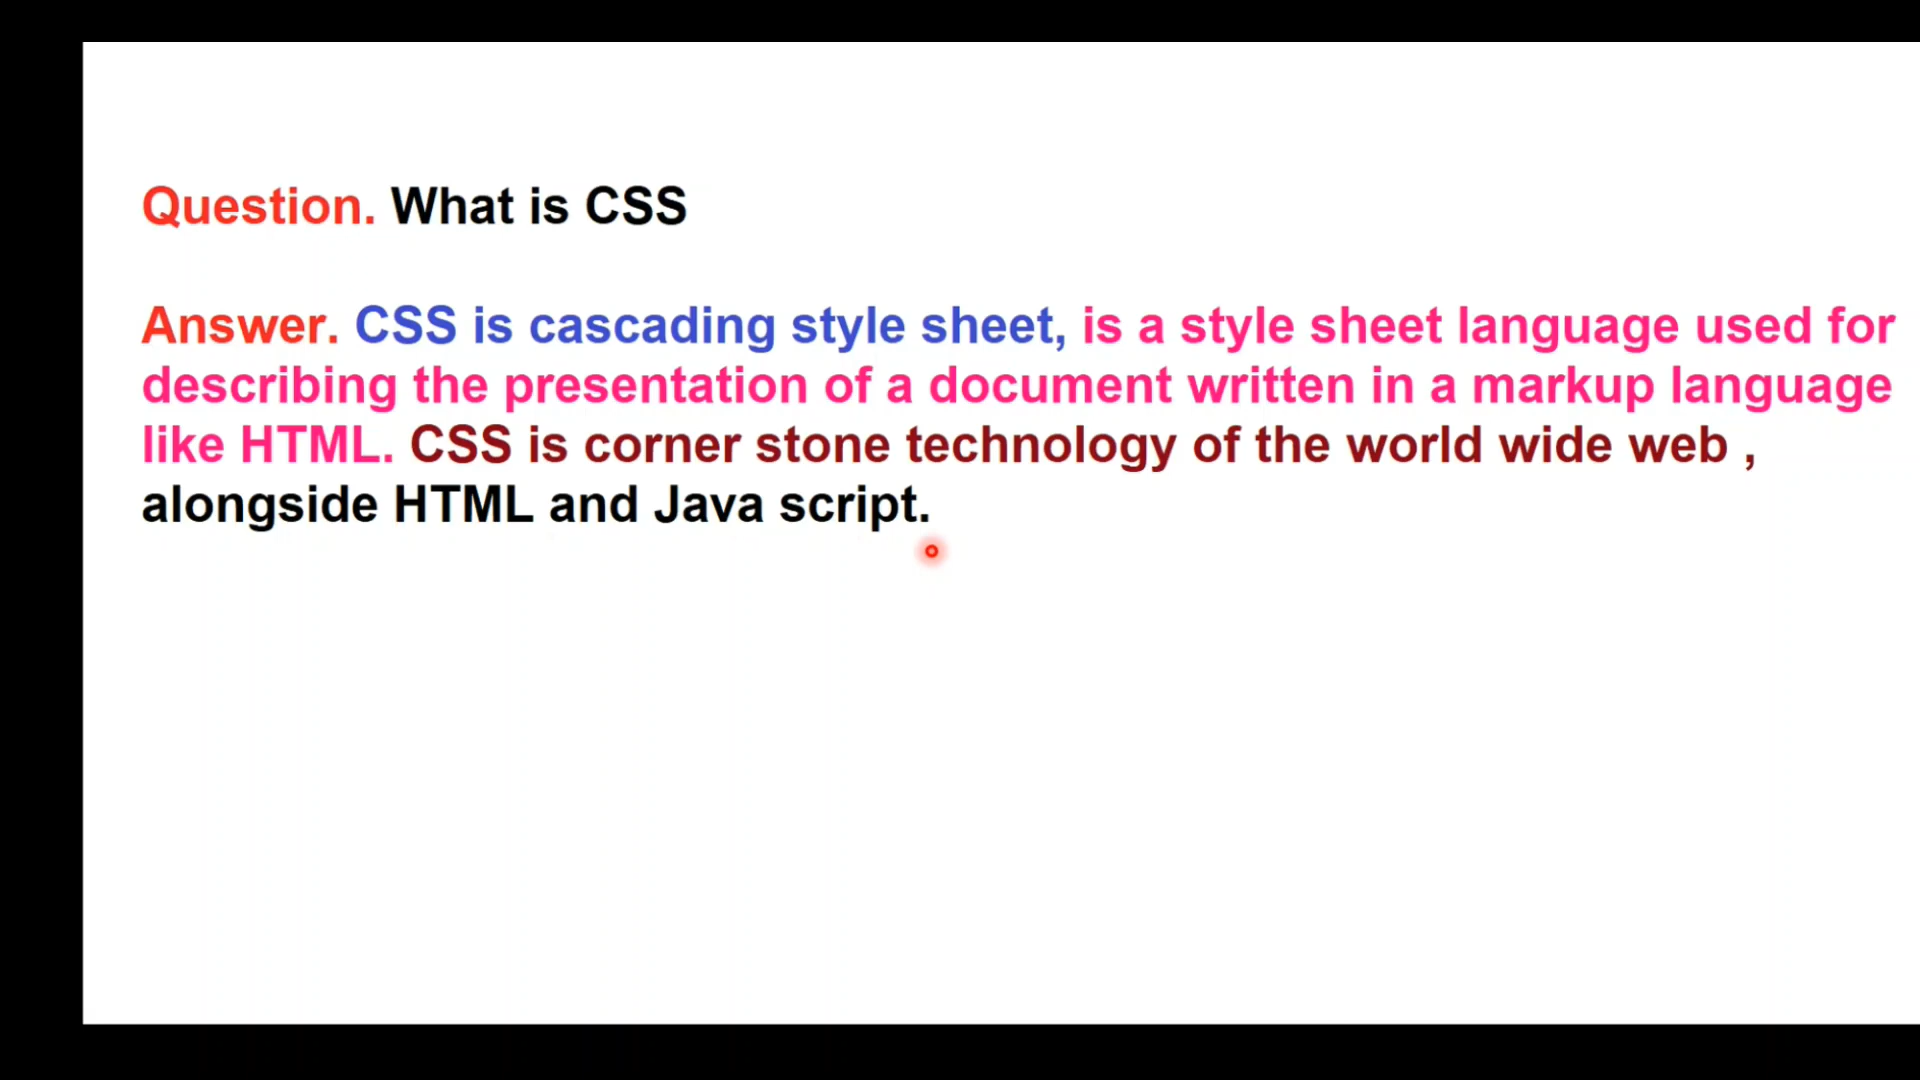 Question. What is CSS
Answer. CSS is cascading style sheet, is a style sheet language used for
describing the presentation of a document written in a markup language
like HTML. CSS is corner stone technology of the world wide web ,
alongside HTML and Java script.